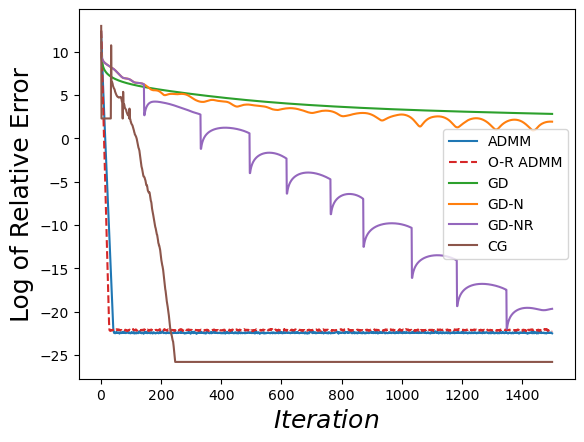 Log of Relative Error
10
5
0
−5
−10
−15
−20
−25
ADMM
O-R ADMM
GD
GD-N
GD-NR
CG
0 200 400 600 800 1000 1200 1400
Iteration